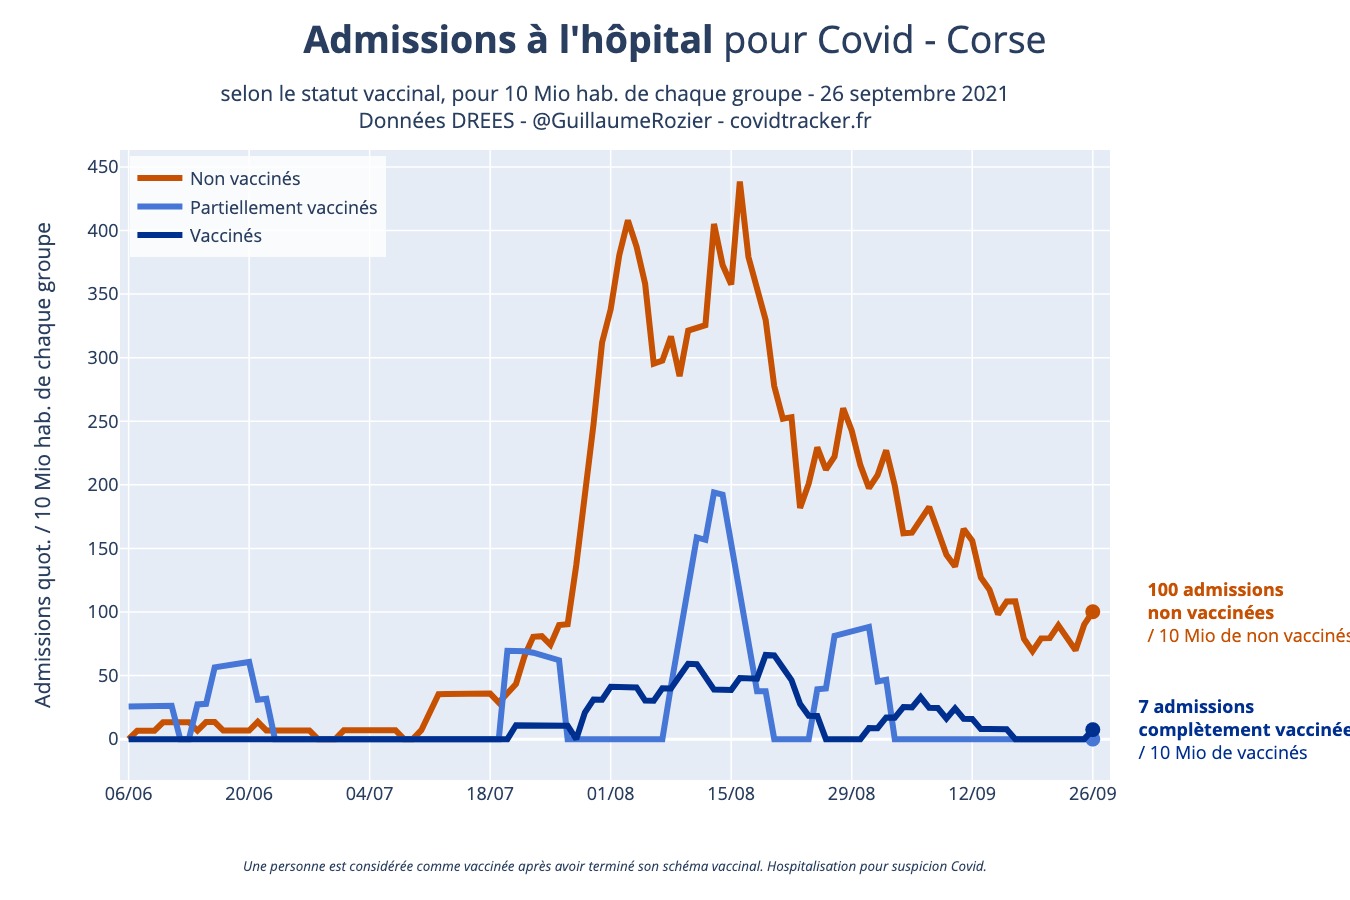 Admissions à l'hôpital pour Covid - Corse
selon le statut vaccinal, pour 10 Mio hab. de chaque groupe - 26 septembre 2021
Données DREES - @GuillaumeRozier - covidtracker.fr
Non vaccinés
Partiellement vaccinés
Vaccinés
Admissions quot. / 10 Mio hab. de chaque groupe
450
400
350
300
250
200
150
100
50
0
06/06
20/06
04/07
18/07
01/08
15/08
29/08
12/09
26/09
100 admissions
non vaccinées
/ 10 Mio de non vaccinés
7 admissions
complètement vaccinée
/ 10 Mio de vaccinés
Une personne est considérée comme vaccinée après avoir terminé son schéma vaccinal. Hospitalisation pour suspicion Covid.